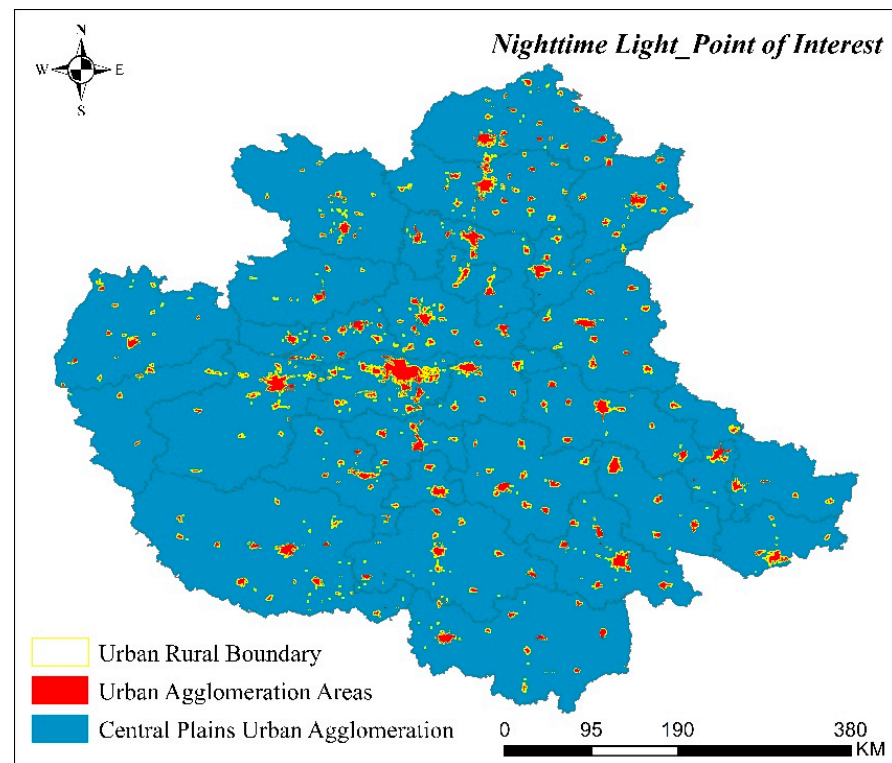 Nighttime Light_Point of Interest
N
W E
S
Urban Rural Boundary
Urban Agglomeration Areas
Central Plains Urban Agglomeration
0 95 190 380
KM